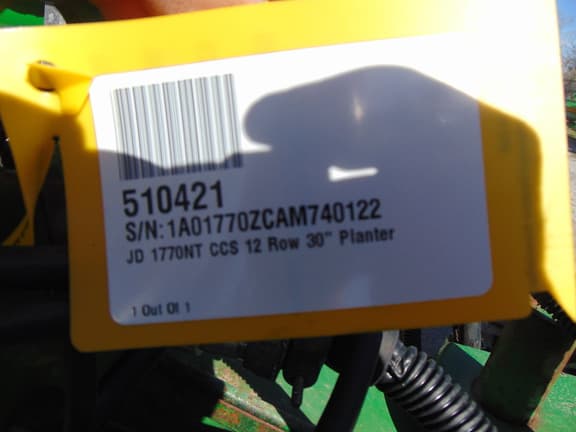 510421
S/N:1A01770ZCAM740122
JD 1770NT CCS 12 Row 30" Planter
1 Out Of 1